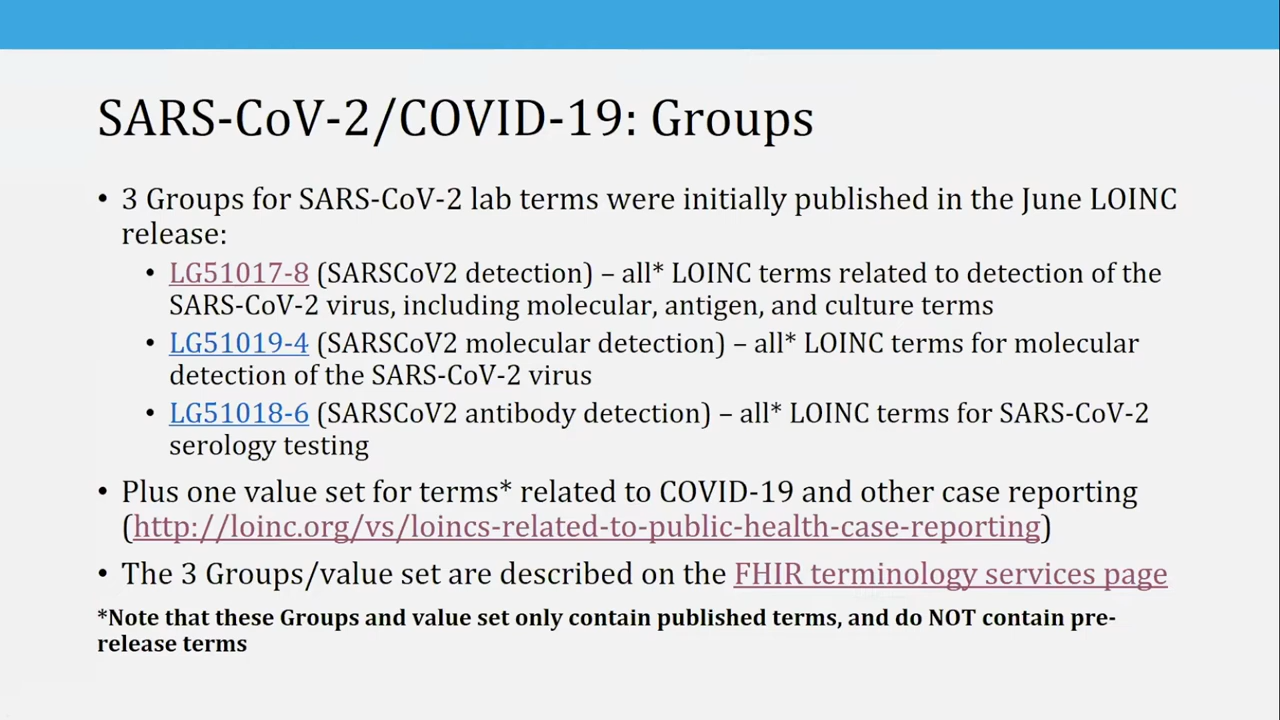 SARS-CoV-2/COVID-19: Groups
• 3 Groups for SARS-CoV-2 lab terms were initially published in the June LOINC
release:
• LG51017-8 (SARSCoV2 detection) – all* LOINC terms related to detection of the
SARS-CoV-2 virus, including molecular, antigen, and culture terms
• LG51019-4 (SARSCoV2 molecular detection) – all* LOINC terms for molecular
detection of the SARS-CoV-2 virus
• LG51018-6 (SARSCoV2 antibody detection) – all* LOINC terms for SARS-CoV-2
serology testing
• Plus one value set for terms* related to COVID-19 and other case reporting
(http://loinc.org/vs/loincs-related-to-public-health-case-reporting)
• The 3 Groups/value set are described on the FHIR terminology services page
*Note that these Groups and value set only contain published terms, and do NOT contain pre-
release terms